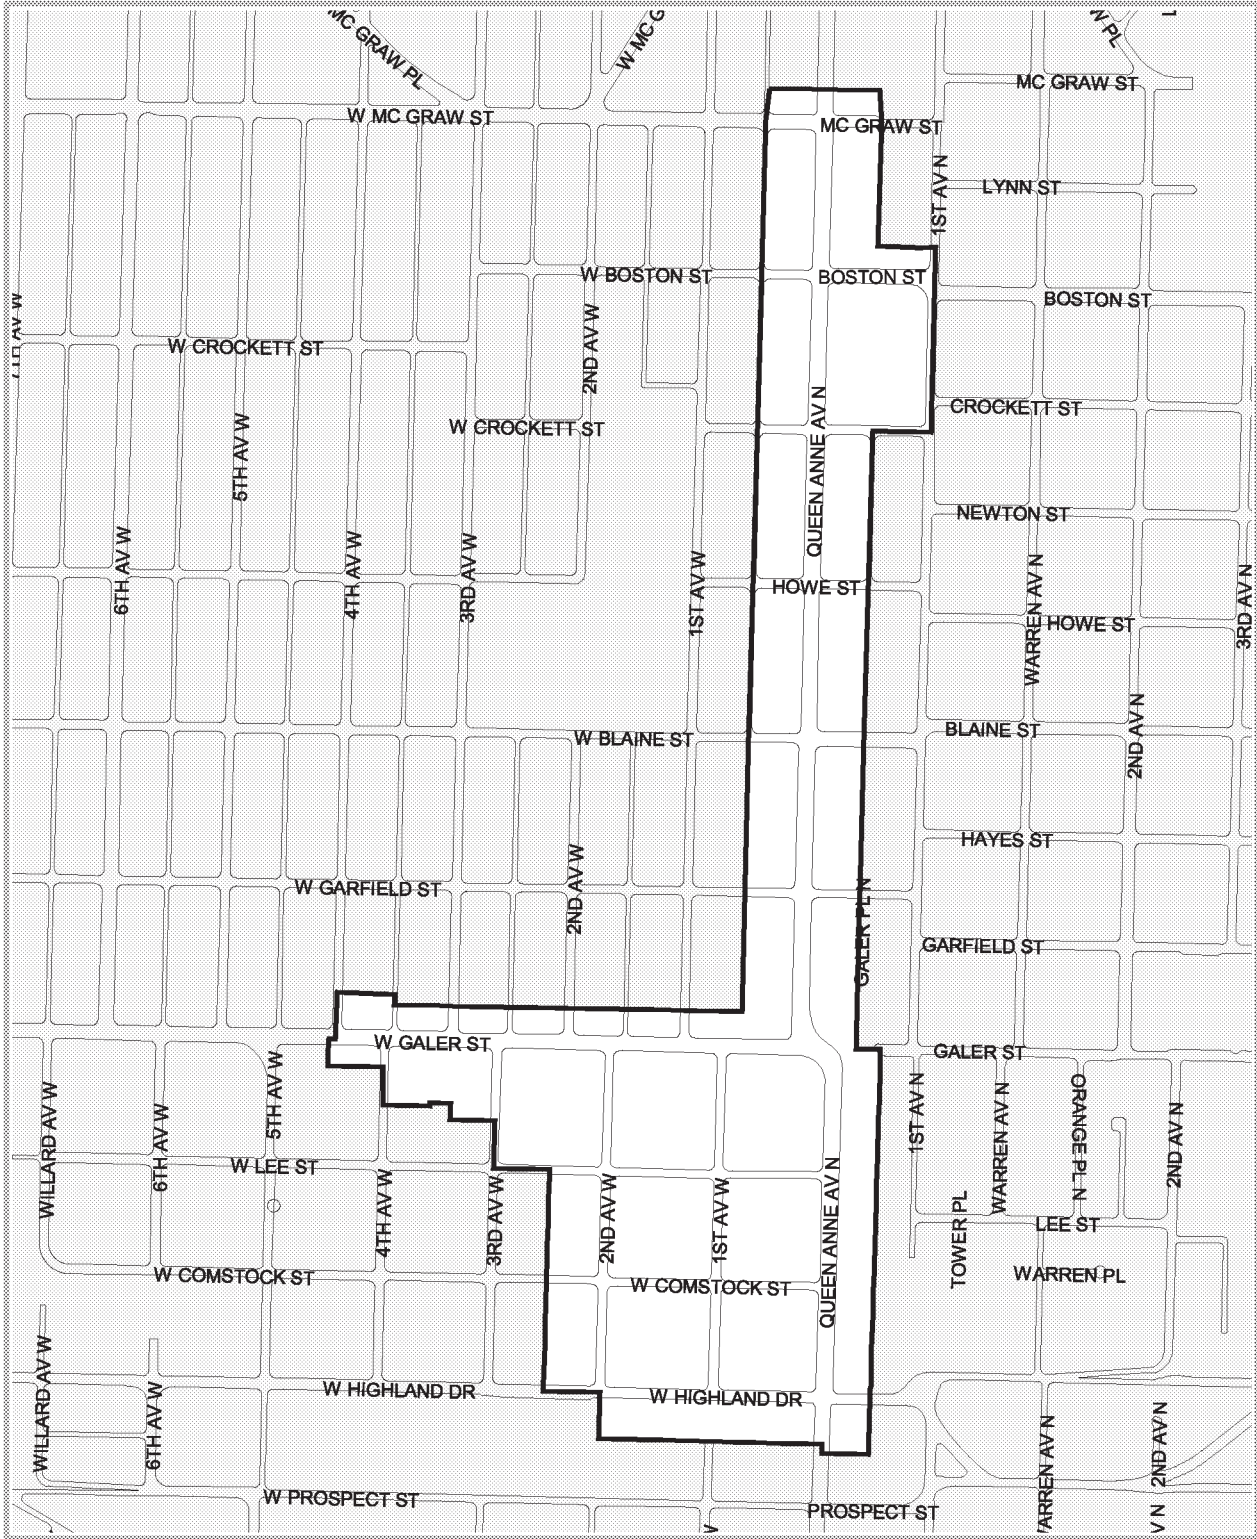 MC GRAW PL
W MC G
W PL
MC GRAW ST
W MC GRAW ST
MC GRAW ST
1ST AV N
LYNN ST
W BOSTON ST
BOSTON ST
BOSTON ST
2ND AV W
W CROCKETT ST
QUEEN ANNE AV N
CROCKETT ST
5TH AV W
W CROCKETT ST
NEWTON ST
6TH AV W
4TH AV W
3RD AV W
1ST AV W
HOWE ST
WARREN AV N
HOWE ST
3RD AV N
W BLAINE ST
BLAINE ST
2ND AV N
HAYES ST
2ND AV W
W GARFIELD ST
GALER PL N
GARFIELD ST
W GALER ST
GALER ST
WILLARD AV W
6TH AV W
5TH AV W
1ST AV N
WARREN AV N
ORANGE PL N
2ND AV N
W LEE ST
4TH AV W
3RD AV W
2ND AV W
1ST AV W
QUEEN ANNE AV N
TOWER PL
LEE ST
W COMSTOCK ST
W COMSTOCK ST
WARREN PL
WILLARD AV W
6TH AV W
W HIGHLAND DR
W HIGHLAND DR
ARREN AV N
2ND AV N
W PROSPECT ST
PROSPECT ST
V N